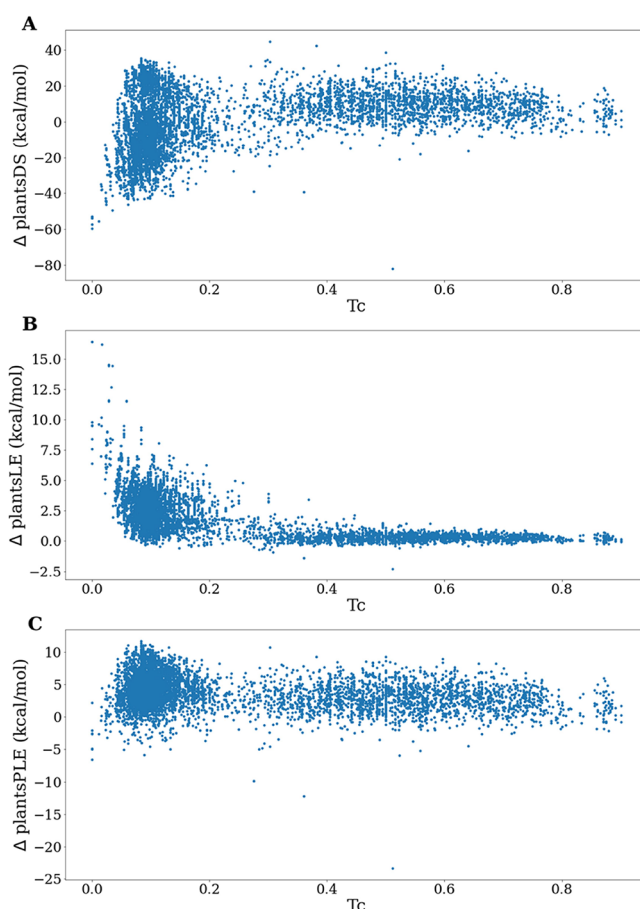 A
Δ plantsDS (kcal/mol)
40
20
0
−20
−40
−60
−80
0.0 0.2 0.4 0.6 0.8
Tc
B
Δ plantsLE (kcal/mol)
15.0
12.5
10.0
7.5
5.0
2.5
0.0
−2.5
0.0 0.2 0.4 0.6 0.8
Tc
C
Δ plantsPLE (kcal/mol)
10
5
0
−5
−10
−15
−20
−25
0.0 0.2 0.4 0.6 0.8
Tc